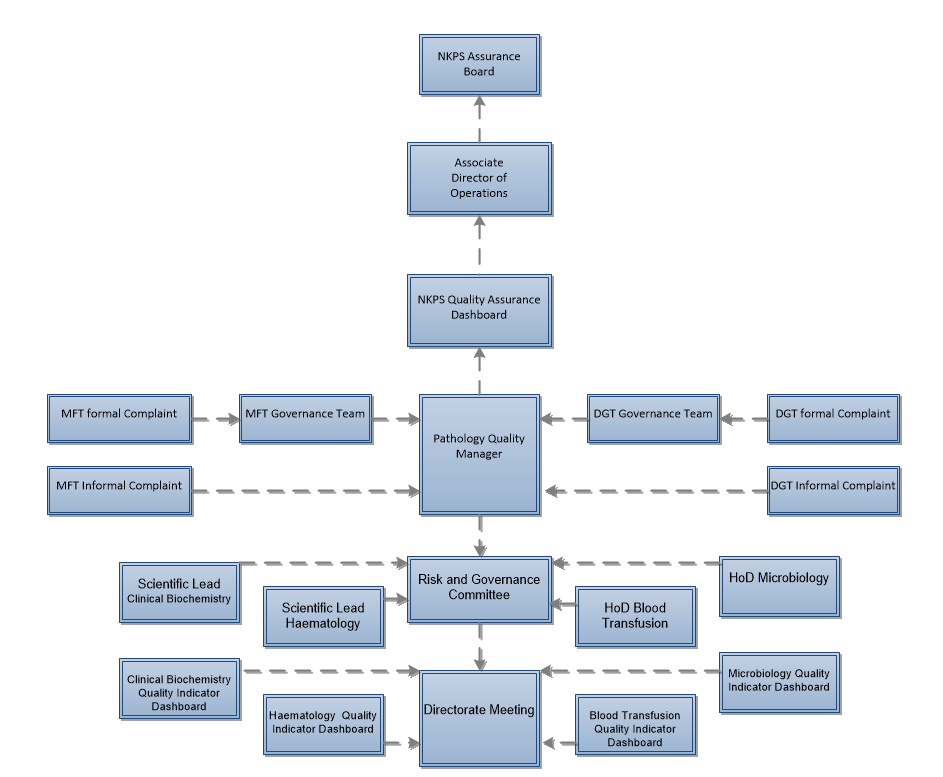 NKPS Assurance
Board
Associate
Director of
Operations
NKPS Quality Assurance
Dashboard
MFT formal Complaint
MFT Governance Team
Pathology Quality
Manager
DGT Governance Team
DGT formal Complaint
MFT Informal Complaint
DGT Informal Complaint
Scientific Lead
Clinical Biochemistry
Scientific Lead
Haematology
Risk and Governance
Committee
HoD Blood
Transfusion
HoD Microbiology
Clinical Biochemistry
Quality Indicator
Dashboard
Haematology Quality
Indicator Dashboard
Directorate Meeting
Blood Transfusion
Quality Indicator
Dashboard
Microbiology Quality
Indicator Dashboard